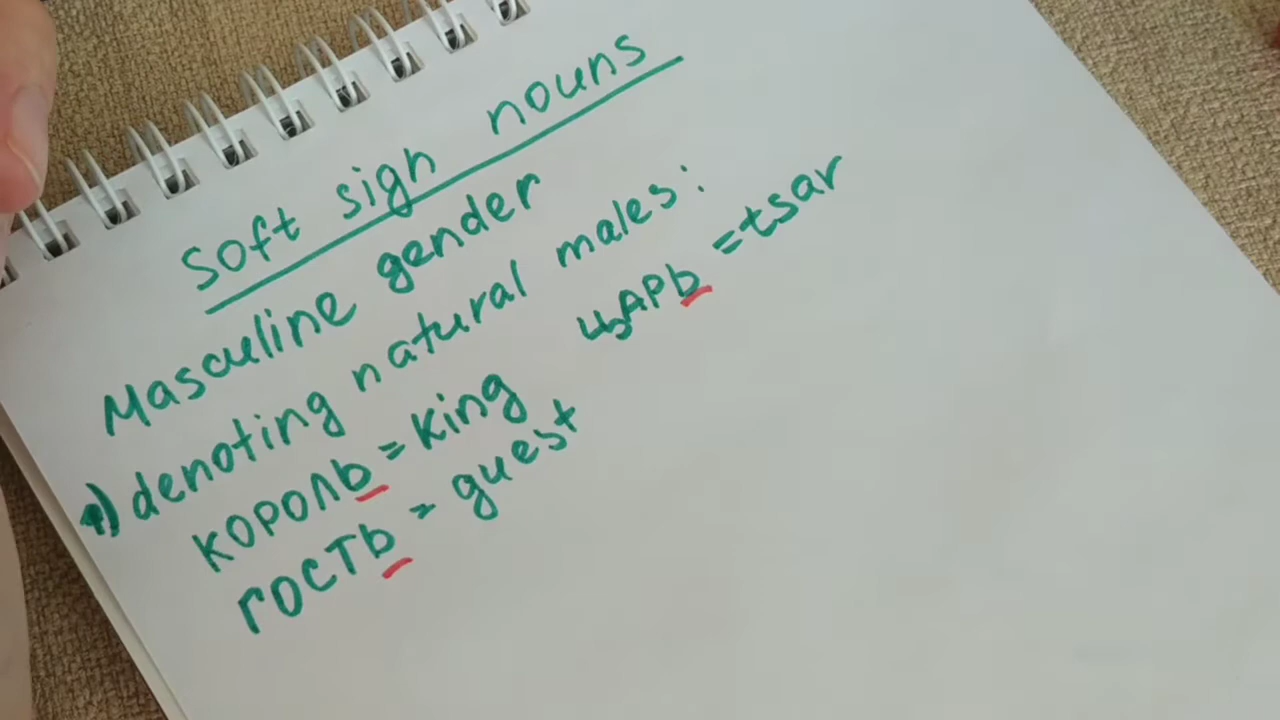 soft sign nouns
Masculine gender
1) denoting natural males:
король = King
царь = tsar
гость = guest